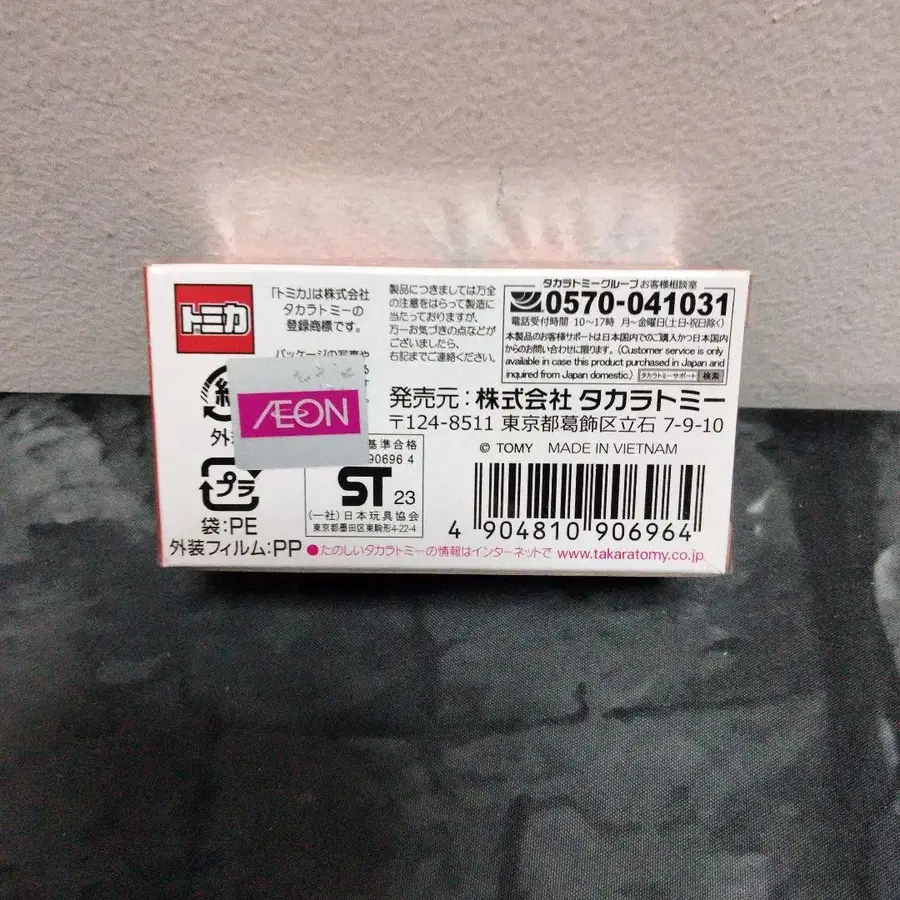 トミカ
「トミカ」は株式会社
タカラトミーの
登録商標です。
パッケージの写真や
製品につきましては万全
の注意をはらって製造に
当たっておりますが、
万一お気づきの点などが
ございましたら、
右記までご連絡ください。
タカラトミーグループお客様相談室
0570-041031
電話受付時間 10〜17時 月〜金曜日(土日・祝日除く)
本製品のお客様サポートは日本国内でのご購入かつ日本国内
からのお問い合わせに限ります。(Customer service is only
available in case this product purchased in Japan and
inquired from Japan domestic.) タカラトミーサポート 検索
発売元:株式会社 タカラトミー
〒124-8511 東京都葛飾区立石 7-9-10
© TOMY MADE IN VIETNAM
ÆON
外
プラ
袋:PE
外装フィルム:PP
基準合格
90696 4
ST 23
(一社)日本玩具協会
東京都墨田区東駒形4-22-4
4 904810 906964
●たのしいタカラトミーの情報はインターネットで www.takaratomy.co.jp